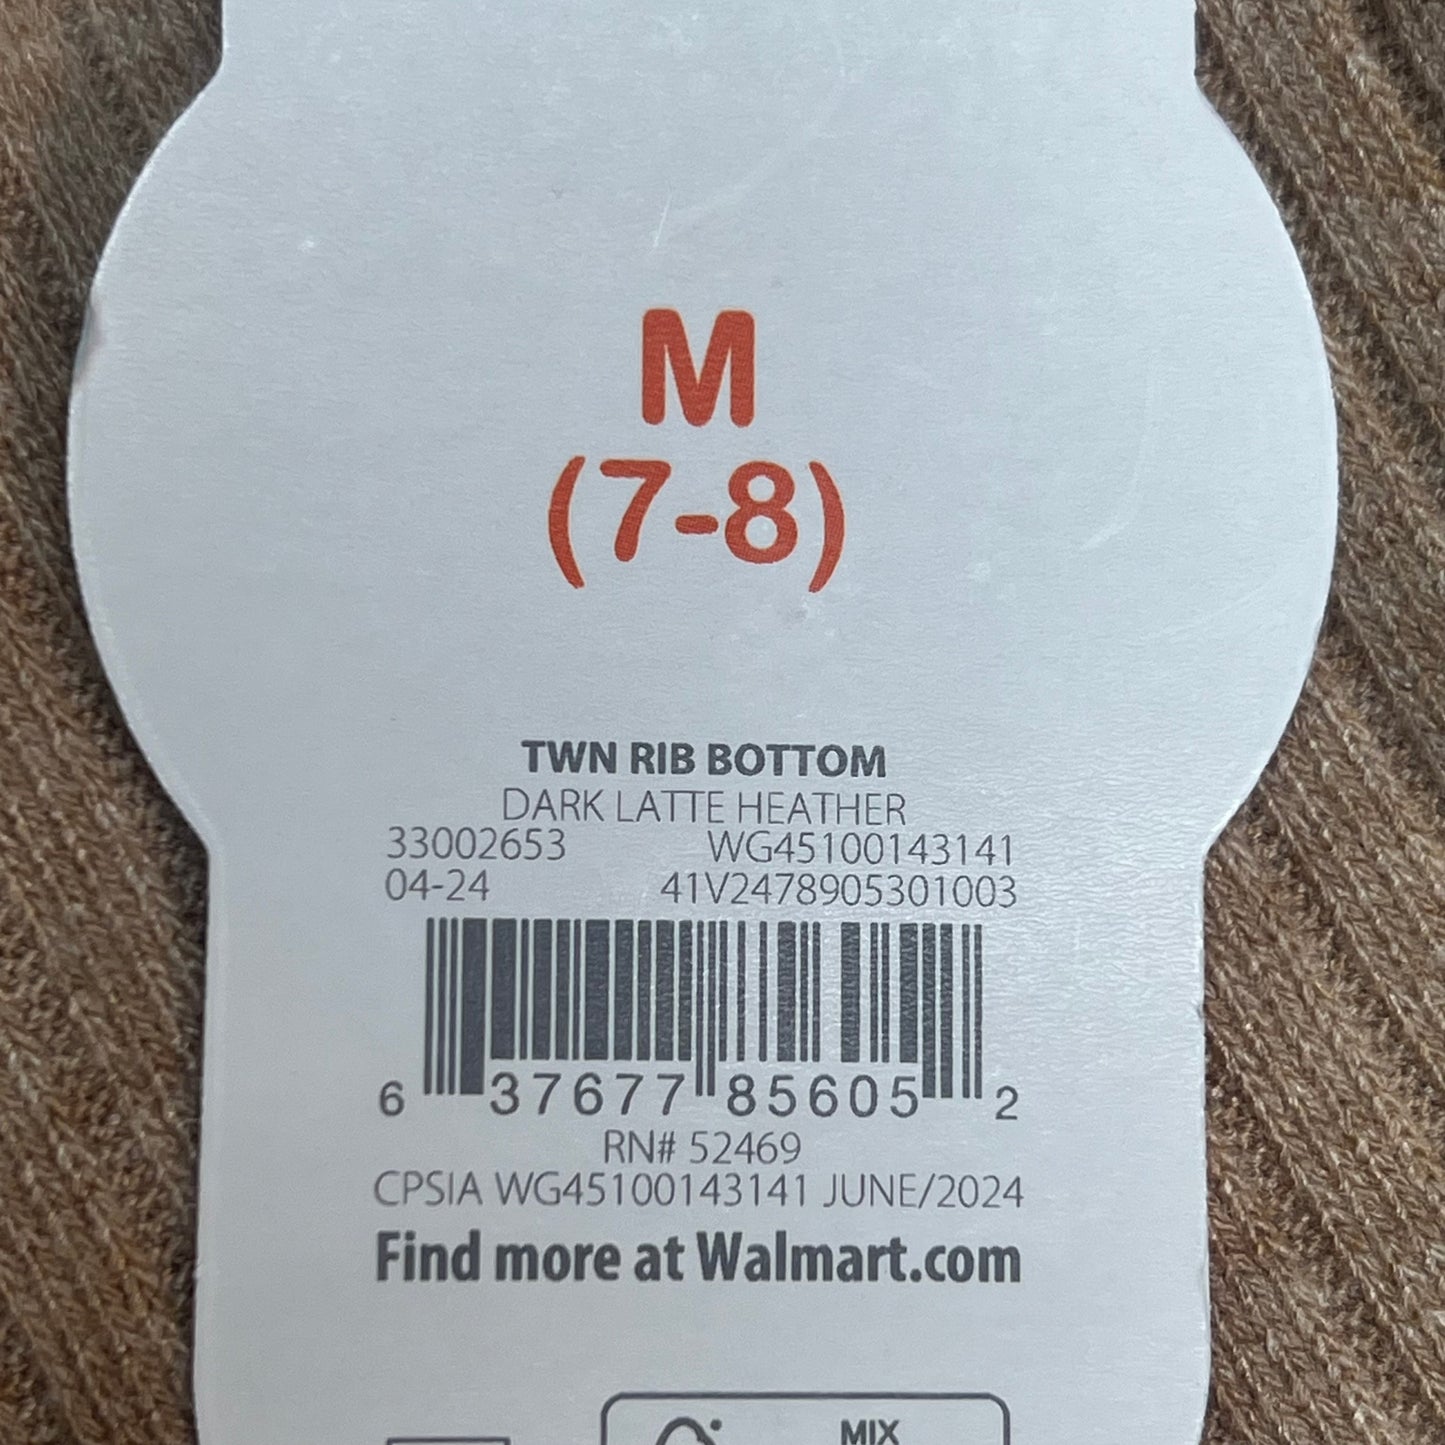 M
(7-8)
TWN RIB BOTTOM
DARK LATTE HEATHER
33002653 WG45100143141
04-24 41V2478905301003
6 37677 85605 2
RN# 52469
CPSIA WG45100143141 JUNE/2024
Find more at Walmart.com
MIX